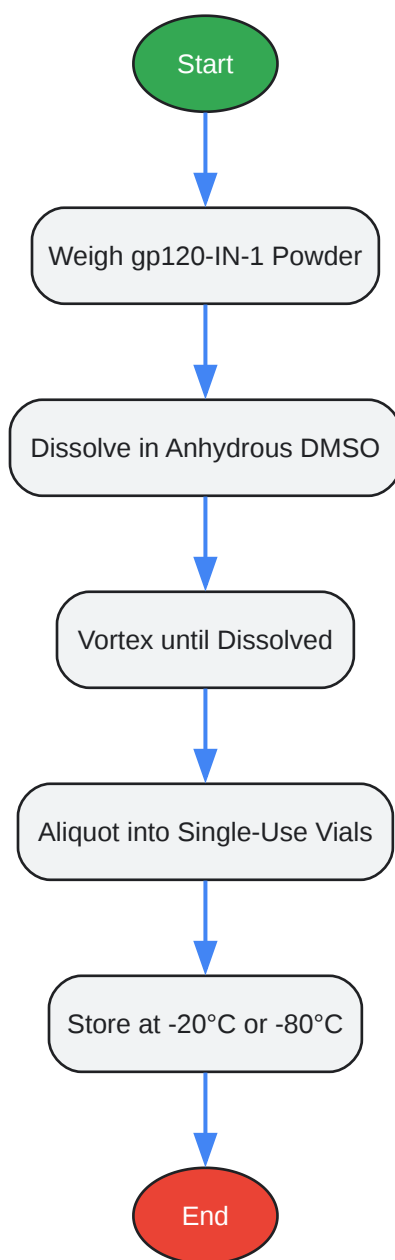 Start
Weigh gp120-IN-1 Powder
Dissolve in Anhydrous DMSO
Vortex until Dissolved
Aliquot into Single-Use Vials
Store at -20°C or -80°C
End